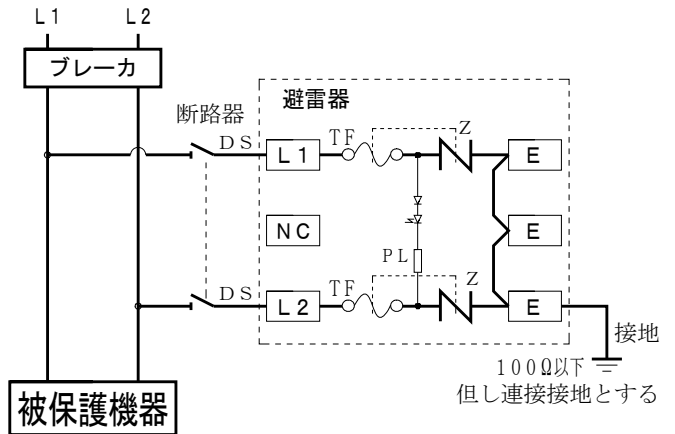 L1 L2
ブレーカ
避雷器
断路器
DS L1 TF Z E
NC E
PL
DS L2 TF Z E
接地
100Ω以下
但し連接接地とする
被保護機器